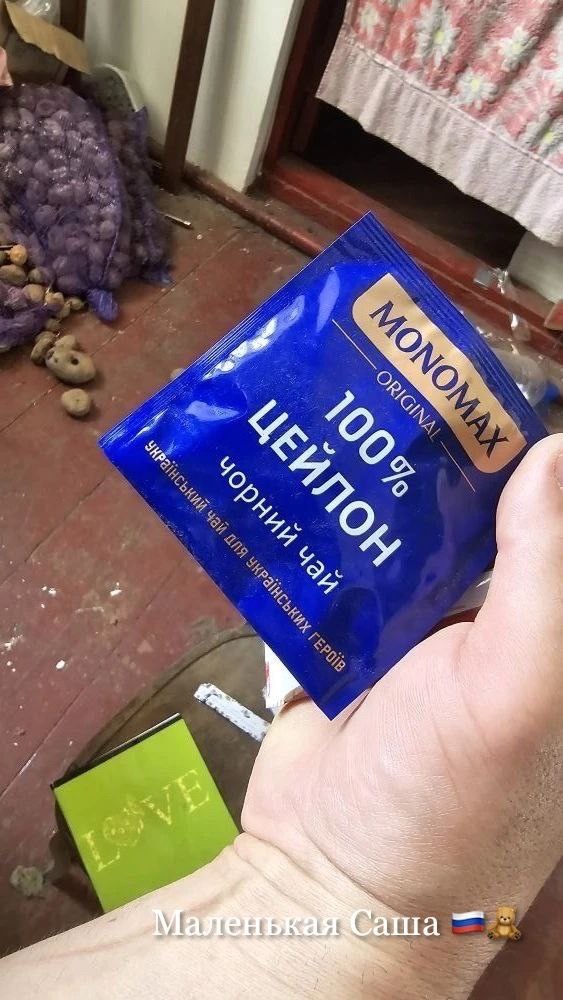 MONOMAX
ORIGINAL
100%
ЦЕЙЛОН
чорний чай
УКРАЇНСЬКИЙ ЧАЙ ДЛЯ УКРАЇНСЬКИХ ГЕРОЇВ
LOVE
Маленькая Саша 🇷🇺🧸